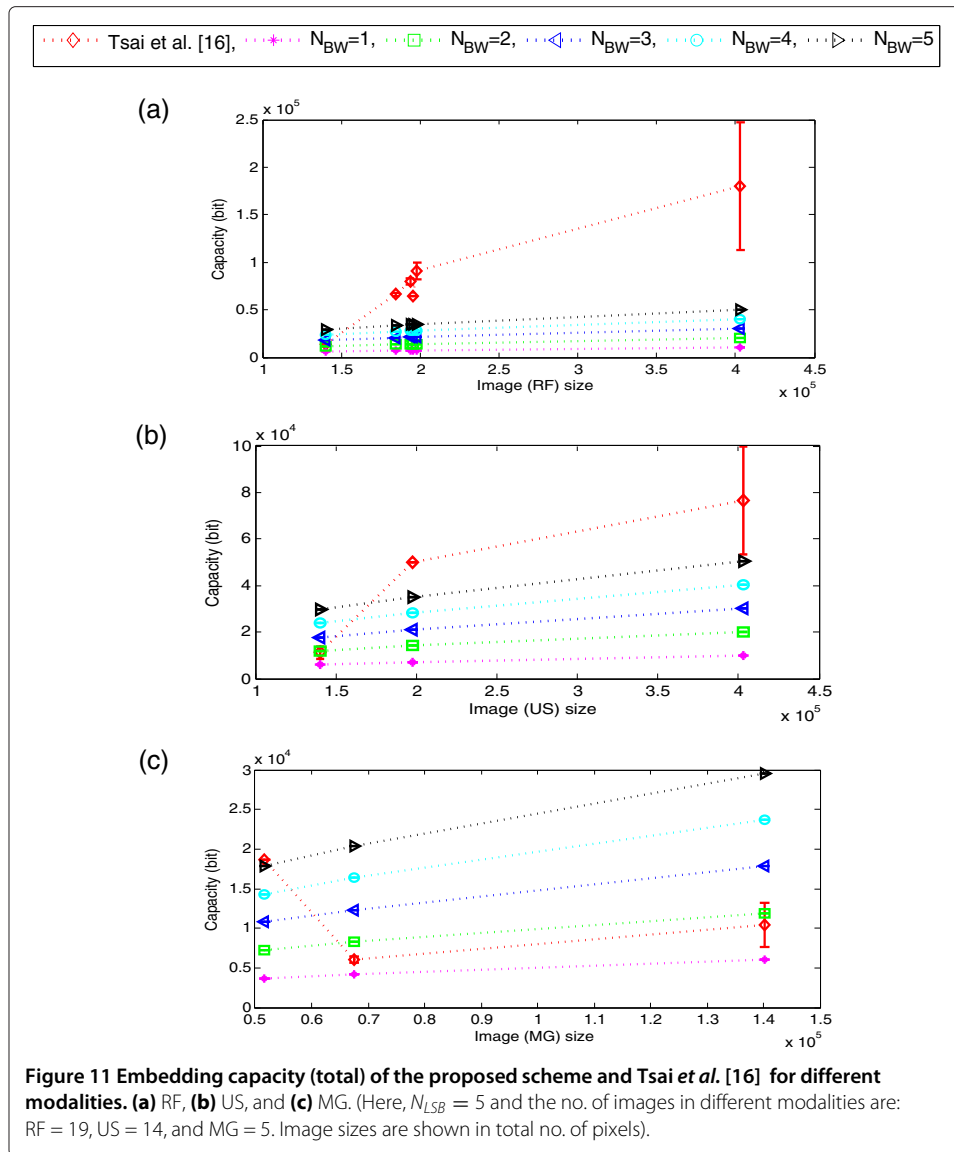 Tsai et al. [16], N_BW=1, N_BW=2, N_BW=3, N_BW=4, N_BW=5
(a)
x 10^5
2.5
2
1.5
1
0.5
0
Capacity (bit)
1 1.5 2 2.5 3 3.5 4 4.5
x 10^5
Image (RF) size
(b)
x 10^4
10
8
6
4
2
0
Capacity (bit)
1 1.5 2 2.5 3 3.5 4 4.5
x 10^5
Image (US) size
(c)
x 10^4
3
2.5
2
1.5
1
0.5
0
Capacity (bit)
0.5 0.6 0.7 0.8 0.9 1 1.1 1.2 1.3 1.4 1.5
x 10^5
Image (MG) size
Figure 11 Embedding capacity (total) of the proposed scheme and Tsai et al. [16] for different
modalities. (a) RF, (b) US, and (c) MG. (Here, N_LSB = 5 and the no. of images in different modalities are:
RF = 19, US = 14, and MG = 5. Image sizes are shown in total no. of pixels).